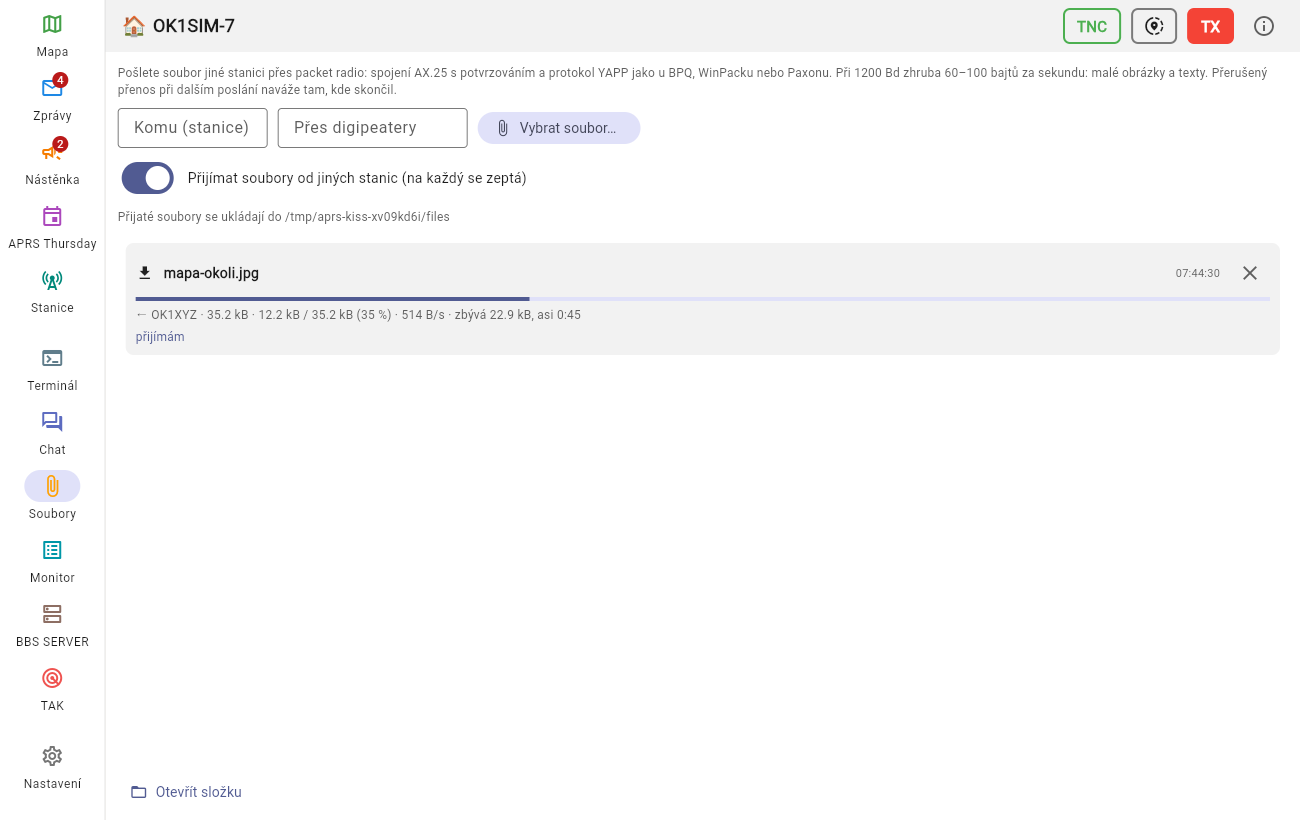 OK1SIM-7
TNC
TX
Mapa
4
Zprávy
2
Nástěnka
APRS Thursday
Stanice
Terminál
Chat
Soubory
Monitor
BBS SERVER
TAK
Nastavení
Pošlete soubor jiné stanici přes packet radio: spojení AX.25 s potvrzováním a protokol YAPP jako u BPQ, WinPacku nebo Paxonu. Při 1200 Bd zhruba 60–100 bajtů za sekundu: malé obrázky a texty. Přerušený
přenos při dalším poslání naváže tam, kde skončil.
Komu (stanice)
Přes digipeatery
Vybrat soubor…
Přijímat soubory od jiných stanic (na každý se zeptá)
Přijaté soubory se ukládají do /tmp/aprs-kiss-xv09kd6i/files
mapa-okoli.jpg
07:44:30
← OK1XYZ · 35.2 kB · 12.2 kB / 35.2 kB (35 %) · 514 B/s · zbývá 22.9 kB, asi 0:45
přijímám
Otevřít složku